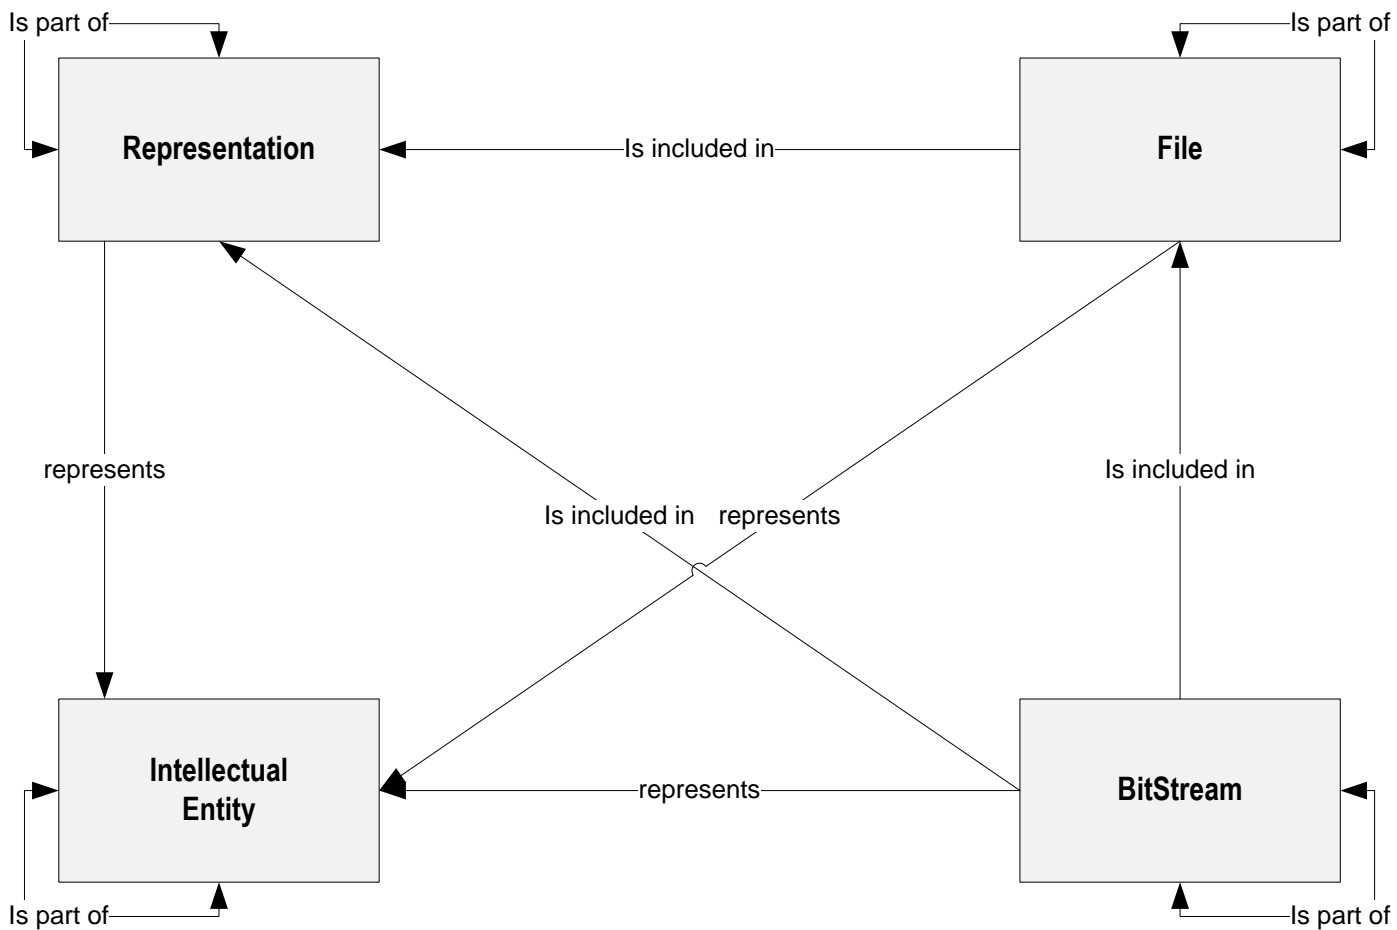 Is part of
Is part of
Representation
Is included in
File
represents
Is included in
Is included in
represents
Intellectual
Entity
represents
BitStream
Is part of
Is part of